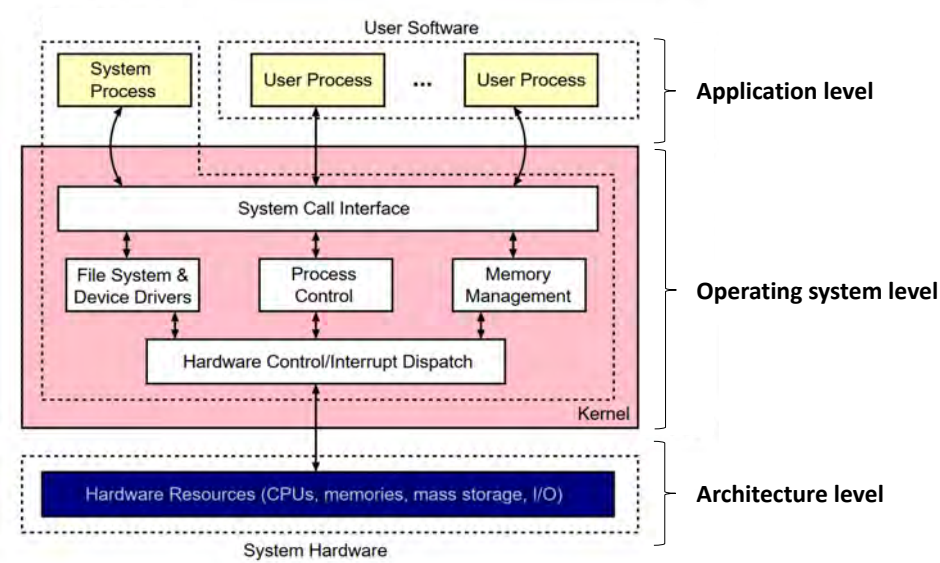 User Software
System
Process
User Process
...
User Process
Application level
System Call Interface
File System &
Device Drivers
Process
Control
Memory
Management
Operating system level
Hardware Control/Interrupt Dispatch
Kernel
Hardware Resources (CPUs, memories, mass storage, I/O)
Architecture level
System Hardware